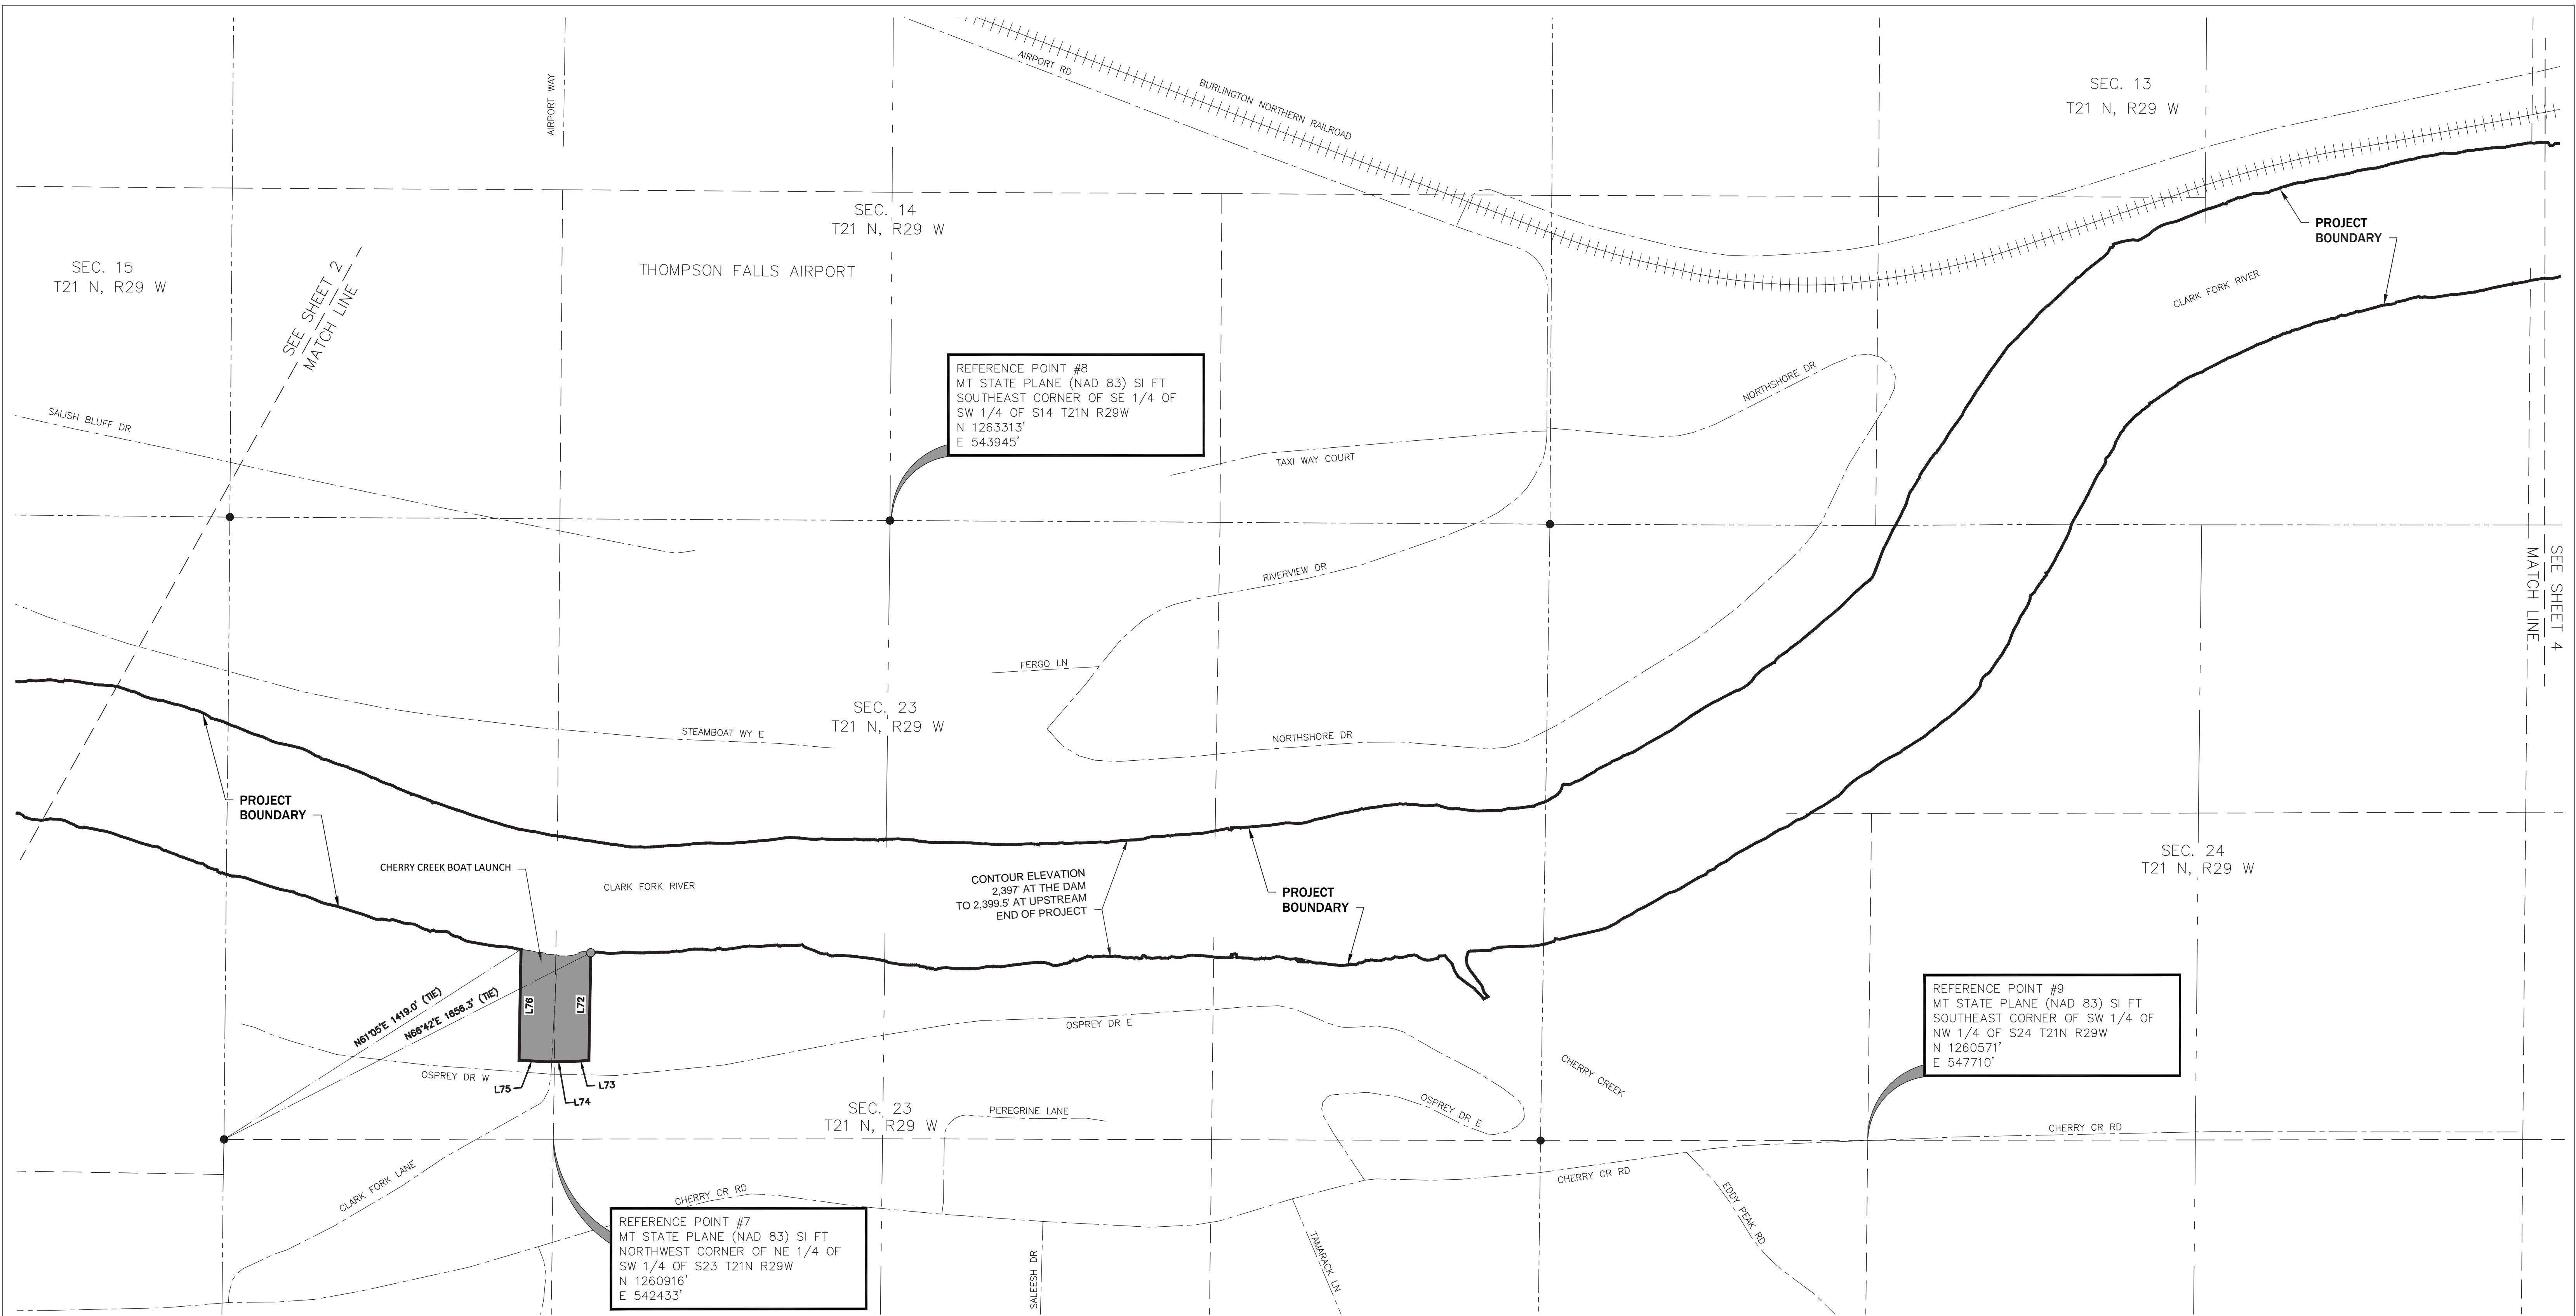 AIRPORT WAY
AIRPORT RD
BURLINGTON NORTHERN RAILROAD
SEC. 13
T21 N, R29 W
SEC. 14
T21 N, R29 W
THOMPSON FALLS AIRPORT
SEC. 15
T21 N, R29 W
SEE SHEET 2
MATCH LINE
PROJECT
BOUNDARY
CLARK FORK RIVER
REFERENCE POINT #8
MT STATE PLANE (NAD 83) SI FT
SOUTHEAST CORNER OF SE 1/4 OF
SW 1/4 OF S14 T21N R29W
N 1263313'
E 543945'
NORTHSHORE DR
SALISH BLUFF DR
TAXI WAY COURT
RIVERVIEW DR
SEE SHEET 4
MATCH LINE
FERGO LN
SEC. 23
T21 N, R29 W
STEAMBOAT WY E
NORTHSHORE DR
PROJECT
BOUNDARY
CHERRY CREEK BOAT LAUNCH
CLARK FORK RIVER
CONTOUR ELEVATION
2,397' AT THE DAM
TO 2,399.5' AT UPSTREAM
END OF PROJECT
PROJECT
BOUNDARY
SEC. 24
T21 N, R29 W
N61°05'E 1419.0' (TIE)
N66°42'E 1656.3' (TIE)
L76
L72
OSPREY DR E
REFERENCE POINT #9
MT STATE PLANE (NAD 83) SI FT
SOUTHEAST CORNER OF SW 1/4 OF
NW 1/4 OF S24 T21N R29W
N 1260571'
E 547710'
OSPREY DR W
L75
L73
L74
CHERRY CREEK
SEC. 23
T21 N, R29 W
PEREGRINE LANE
OSPREY DR E
CHERRY CR RD
CLARK FORK LANE
CHERRY CR RD
CHERRY CR RD
EDDY PEAK RD
REFERENCE POINT #7
MT STATE PLANE (NAD 83) SI FT
NORTHWEST CORNER OF NE 1/4 OF
SW 1/4 OF S23 T21N R29W
N 1260916'
E 542433'
SALEESH DR
TAMARACK LN